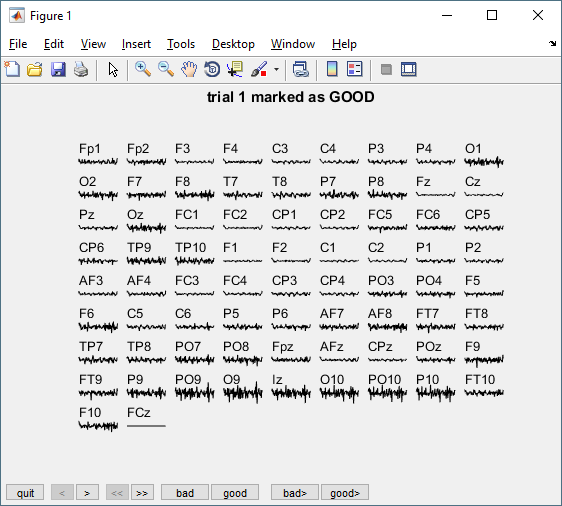 Figure 1
File Edit View Insert Tools Desktop Window Help
trial 1 marked as GOOD
Fp1 Fp2 F3 F4 C3 C4 P3 P4 O1
O2 F7 F8 T7 T8 P7 P8 Fz Cz
Pz Oz FC1 FC2 CP1 CP2 FC5 FC6 CP5
CP6 TP9 TP10 F1 F2 C1 C2 P1 P2
AF3 AF4 FC3 FC4 CP3 CP4 PO3 PO4 F5
F6 C5 C6 P5 P6 AF7 AF8 FT7 FT8
TP7 TP8 PO7 PO8 Fpz AFz CPz POz F9
FT9 P9 PO9 O9 Iz O10 PO10 P10 FT10
F10 FCz
quit < > << >> bad good bad> good>